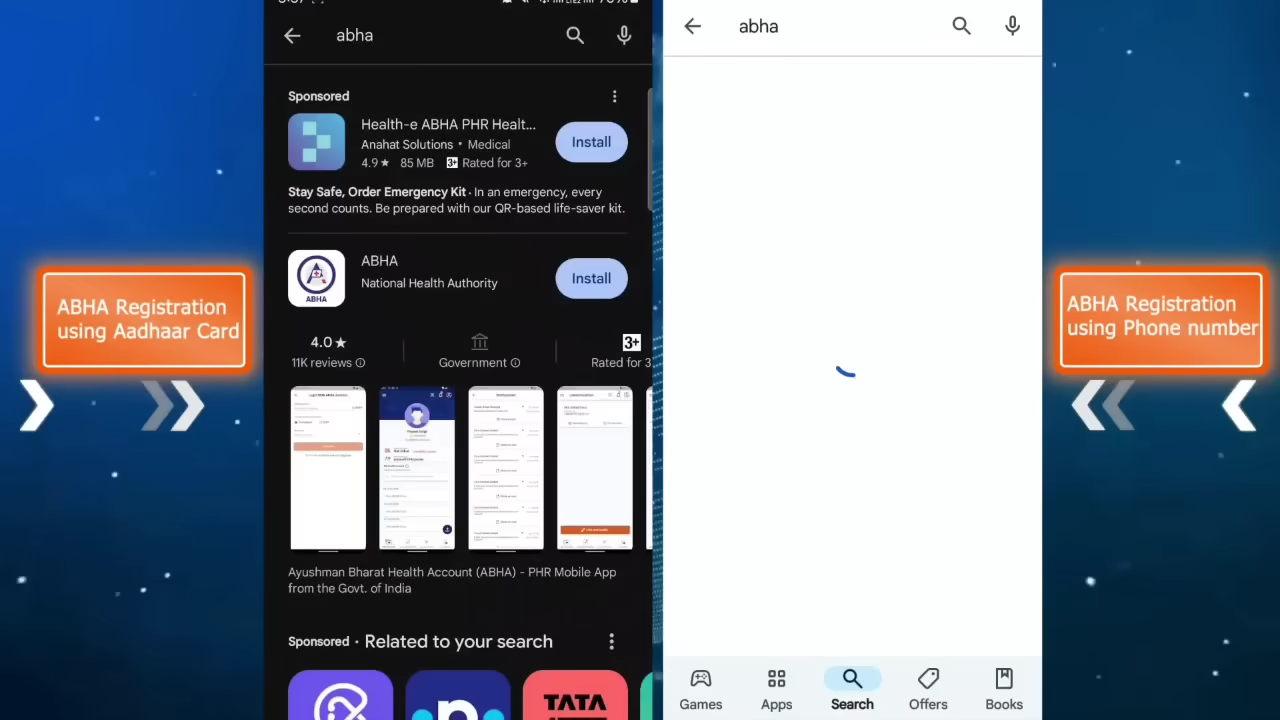 abha
Sponsored
Health-e ABHA PHR Healt...
Anahat Solutions • Medical
4.9★ 85 MB 3+ Rated for 3+
Install
Stay Safe, Order Emergency Kit · In an emergency, every
second counts. Be prepared with our QR-based life-saver kit.
ABHA
ABHA
National Health Authority
Install
4.0★
11K reviews
Government
3+
Rated for 3
Ayushman Bharat Health Account (ABHA) - PHR Mobile App
from the Govt. of India
Sponsored · Related to your search
TATA
abha
Games
Apps
Search
Offers
Books
ABHA Registration
using Aadhaar Card
ABHA Registration
using Phone number